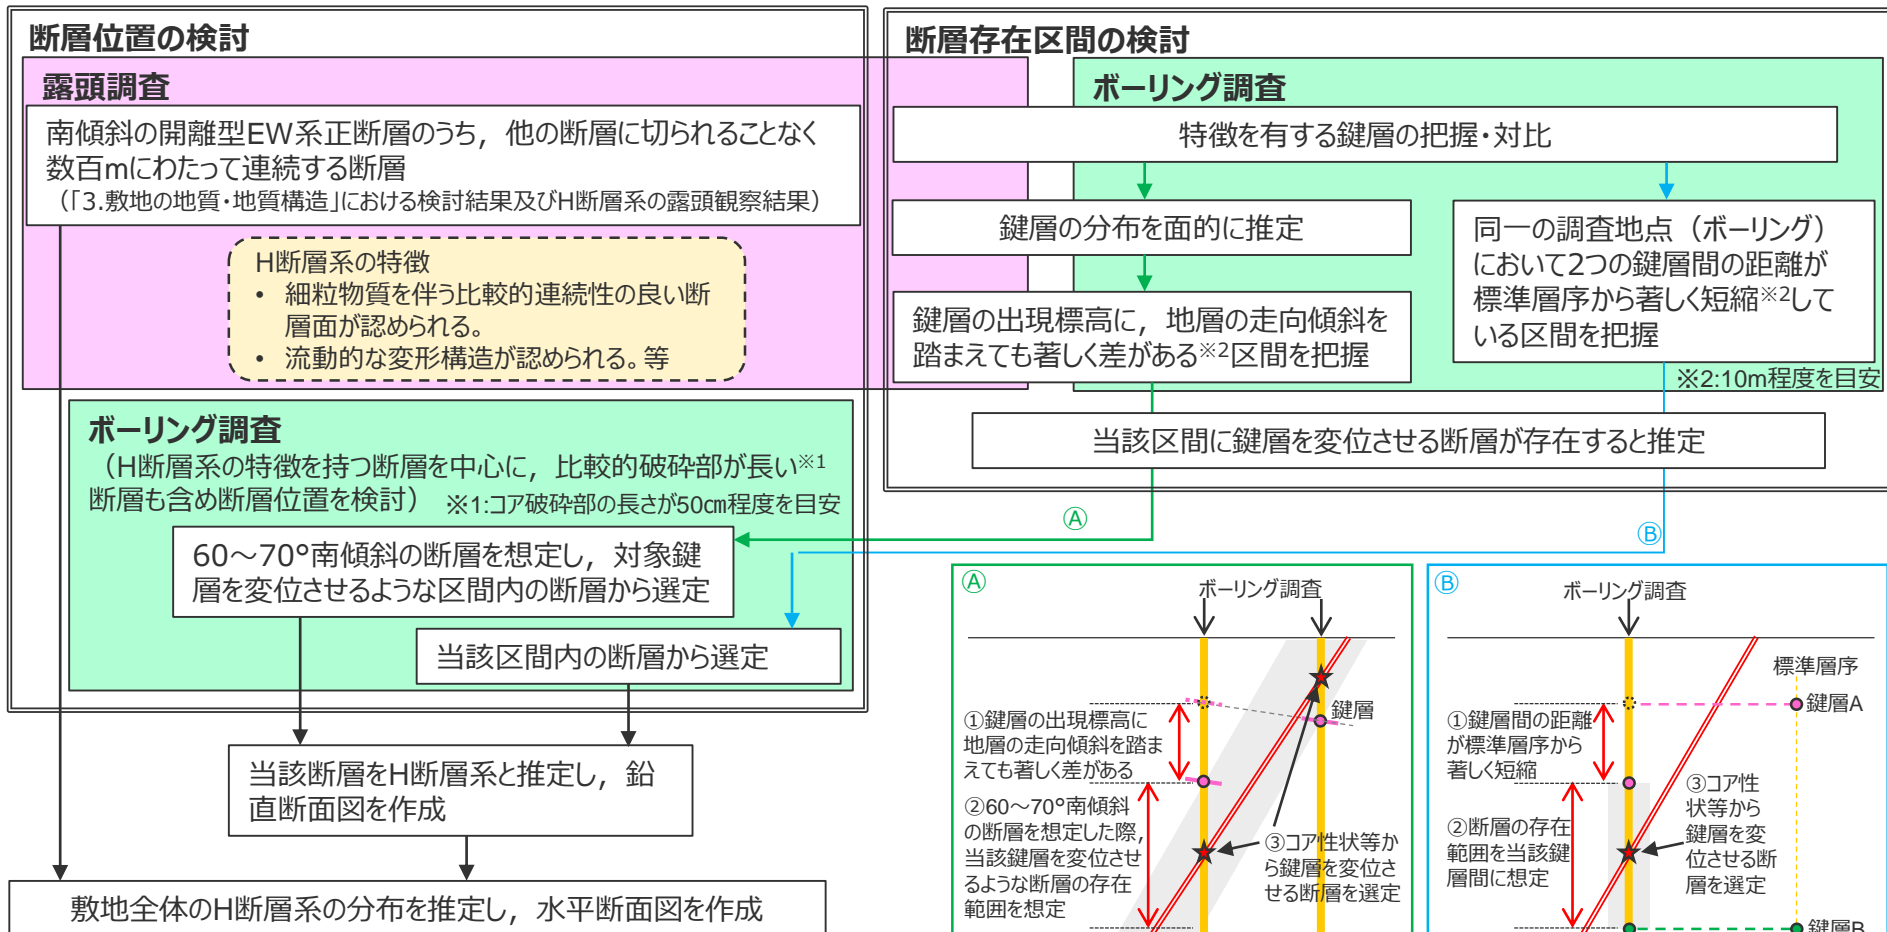 断層位置の検討
露頭調査
南傾斜の開離型EW系正断層のうち，他の断層に切られることなく
数百mにわたって連続する断層
（「3.敷地の地質・地質構造」における検討結果及びH断層系の露頭観察結果）
H断層系の特徴
• 細粒物質を伴う比較的連続性の良い断
層面が認められる。
• 流動的な変形構造が認められる。等
ボーリング調査
（H断層系の特徴を持つ断層を中心に，比較的破砕部が長い※1
断層も含め断層位置を検討） ※1:コア破砕部の長さが50㎝程度を目安
60～70°南傾斜の断層を想定し，対象鍵
層を変位させるような区間内の断層から選定
当該区間内の断層から選定
当該断層をH断層系と推定し，鉛
直断面図を作成
敷地全体のH断層系の分布を推定し，水平断面図を作成
断層存在区間の検討
ボーリング調査
特徴を有する鍵層の把握・対比
鍵層の分布を面的に推定
鍵層の出現標高に，地層の走向傾斜を
踏まえても著しく差がある※2区間を把握
同一の調査地点（ボーリング）
において2つの鍵層間の距離が
標準層序から著しく短縮※2して
いる区間を把握
※2:10m程度を目安
当該区間に鍵層を変位させる断層が存在すると推定
Ⓐ
Ⓑ
Ⓐ
ボーリング調査
鍵層
①鍵層の出現標高に
地層の走向傾斜を踏ま
えても著しく差がある
②60～70°南傾斜
の断層を想定した際，
当該鍵層を変位させ
るような断層の存在
範囲を想定
③コア性状等か
ら鍵層を変位さ
せる断層を選定
Ⓑ
ボーリング調査
標準層序
鍵層A
①鍵層間の距離
が標準層序から
著しく短縮
②断層の存在
範囲を当該鍵
層間に想定
③コア性
状等から
鍵層を変
位させる断
層を選定
鍵層B